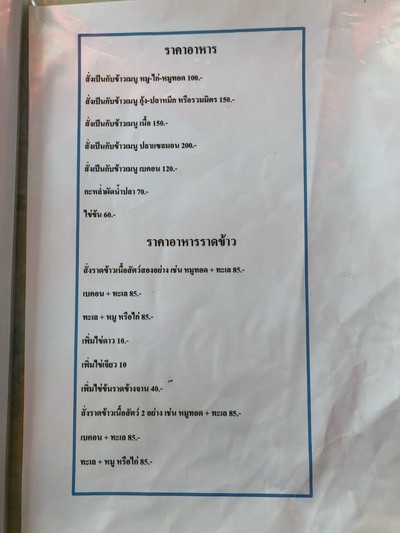 ราคาอาหาร
สั่งเป็นกับข้าวเมนู หมู-ไก่-หมูทอด 100.-
สั่งเป็นกับข้าวเมนู กุ้ง-ปลาหมึก หรือรวมมิตร 150.-
สั่งเป็นกับข้าวเมนู เนื้อ 150.-
สั่งเป็นกับข้าวเมนู ปลาแซลมอน 200.-
สั่งเป็นกับข้าวเมนู เบคอน 120.-
กะหล่ำผัดน้ำปลา 70.-
ไข่ข้น 60.-
ราคาอาหารราดข้าว
สั่งราดข้าวเนื้อสัตว์สองอย่าง เช่น หมูทอด + ทะเล 85.-
เบคอน + ทะเล 85.-
ทะเล + หมู หรือไก่ 85.-
เพิ่มไข่ดาว 10.-
เพิ่มไข่เจียว 10
เพิ่มไข่ข้นราดข้างจาน 40.-
สั่งราดข้าวเนื้อสัตว์ 2 อย่าง เช่น หมูทอด + ทะเล 85.-
เบคอน + ทะเล 85.-
ทะเล + หมู หรือไก่ 85.-